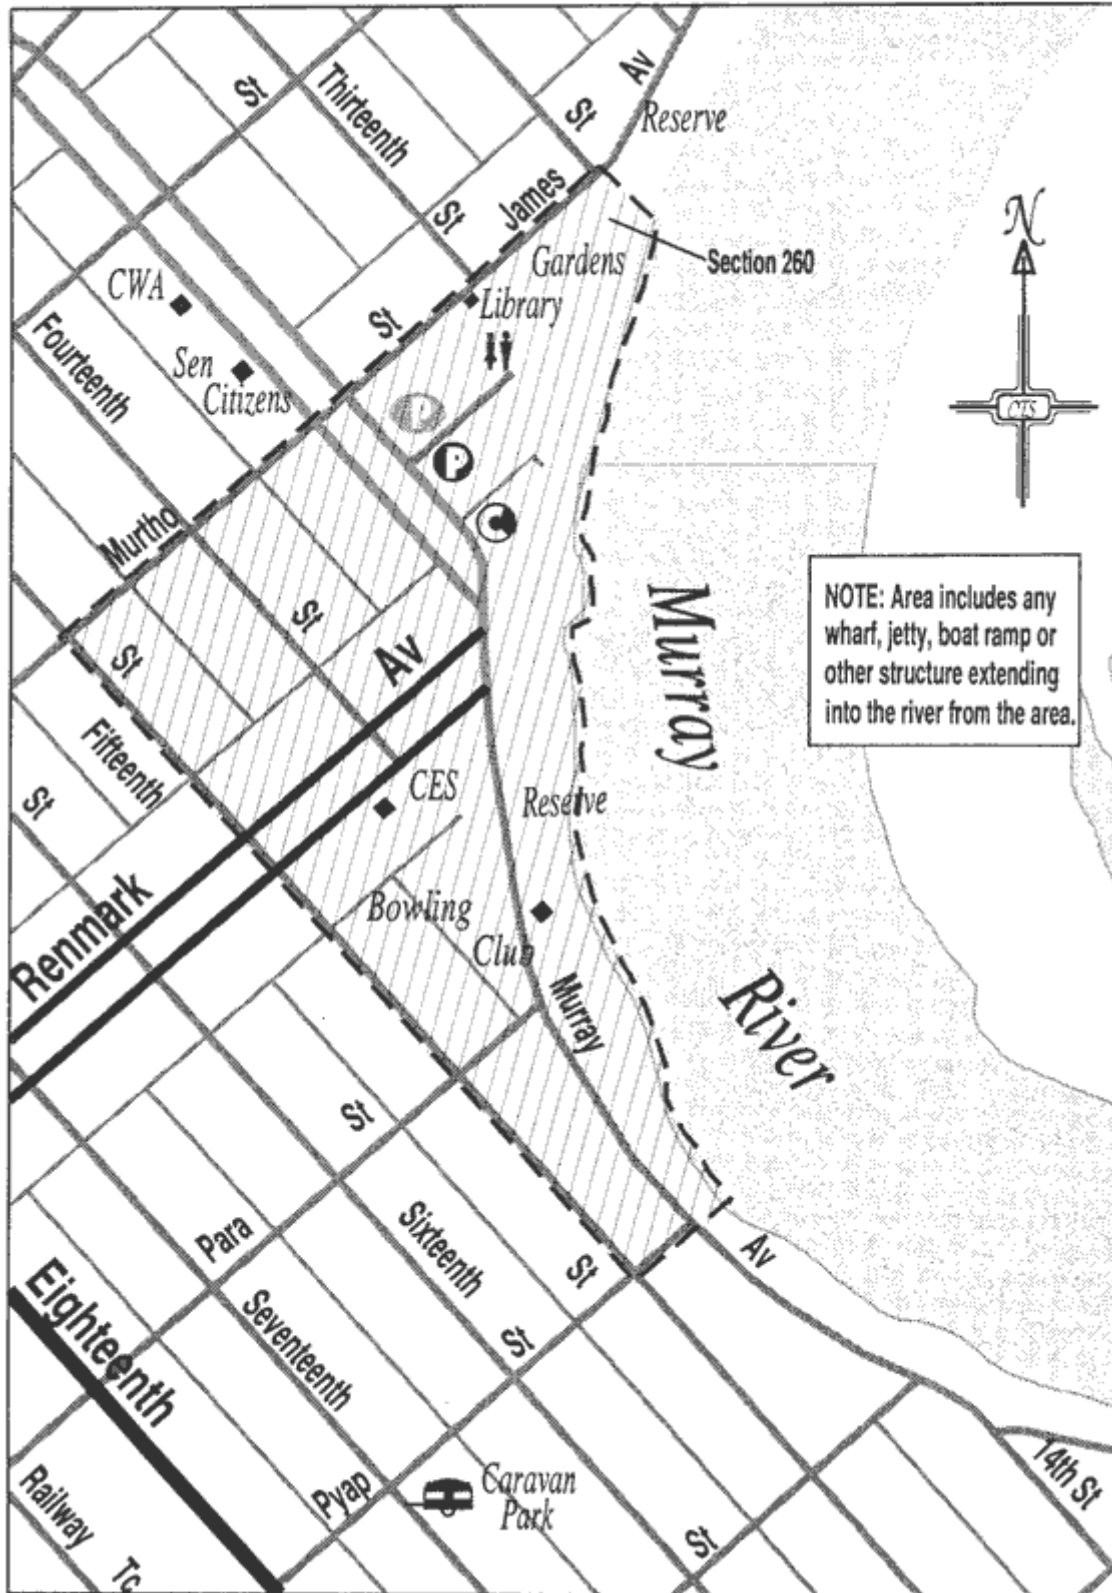 St
Thirteenth
St
St
Av
Reserve
James
St
Gardens
Section 260
N
CWA
Library
St
Fourteenth
Sen
Citizens
P
P
CTS
Murtho
St
St
Av
Murray
NOTE: Area includes any
wharf, jetty, boat ramp or
other structure extending
into the river from the area.
Fifteenth
St
CES
Reserve
Renmark
Bowling
Club
Murray
River
St
Para
Sixteenth
St
Av
Eighteenth
Seventeenth
St
14th St
Railway
Tc
Pyap
Caravan
Park
St